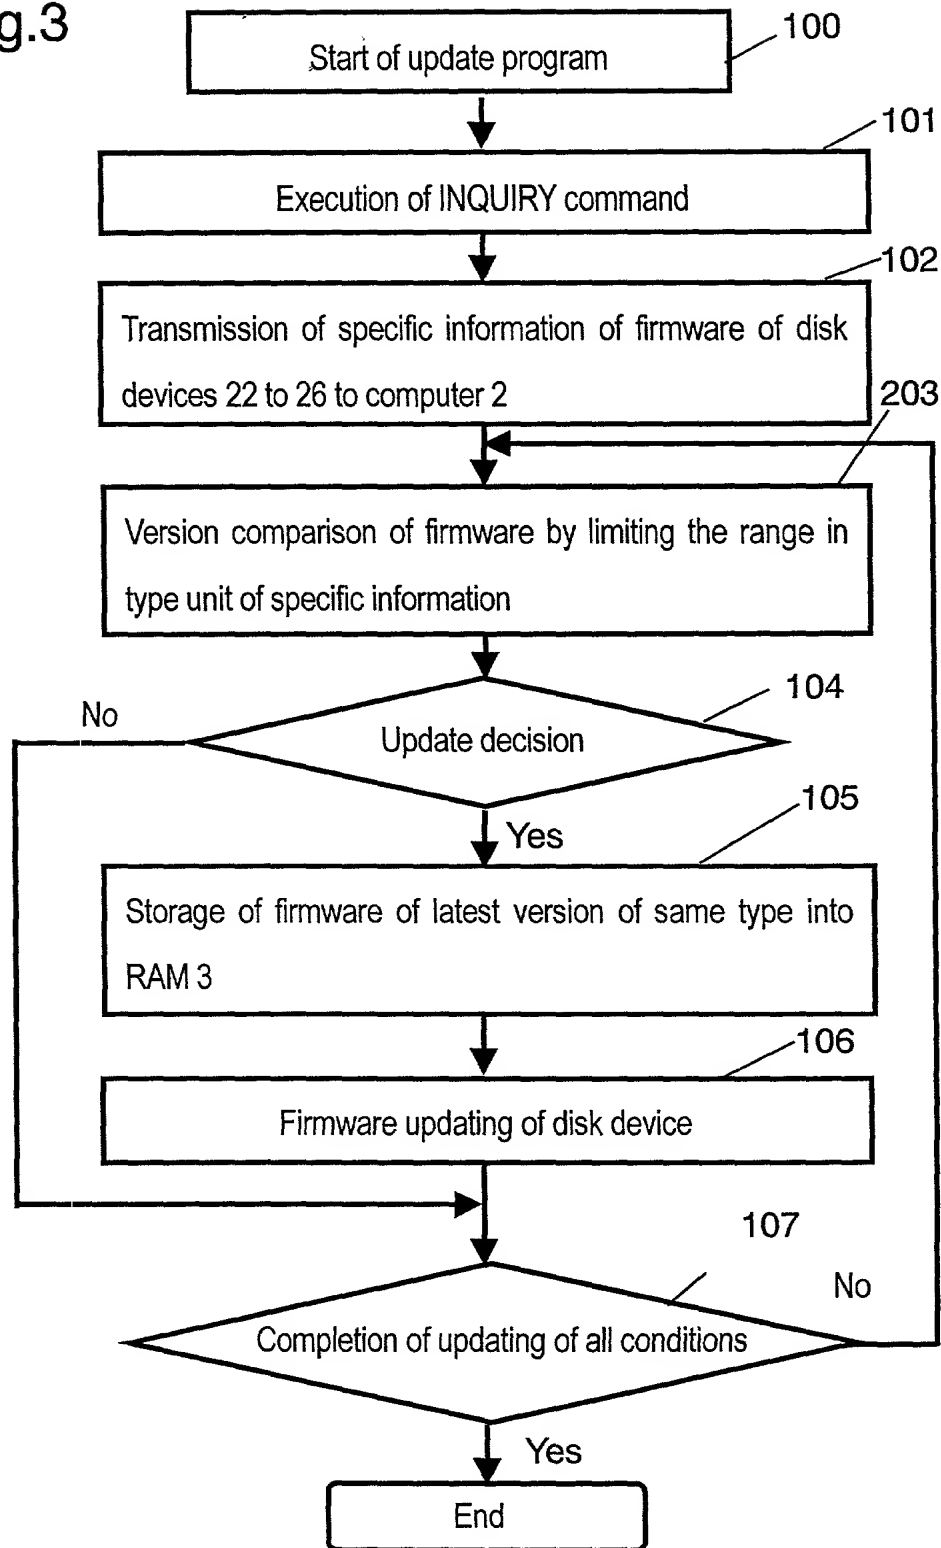 g.3
Start of update program
100
101
Execution of INQUIRY command
102
Transmission of specific information of firmware of disk
devices 22 to 26 to computer 2
203
Version comparison of firmware by limiting the range in
type unit of specific information
104
No
Update decision
105
Yes
Storage of firmware of latest version of same type into
RAM 3
106
Firmware updating of disk device
107
No
Completion of updating of all conditions
Yes
End